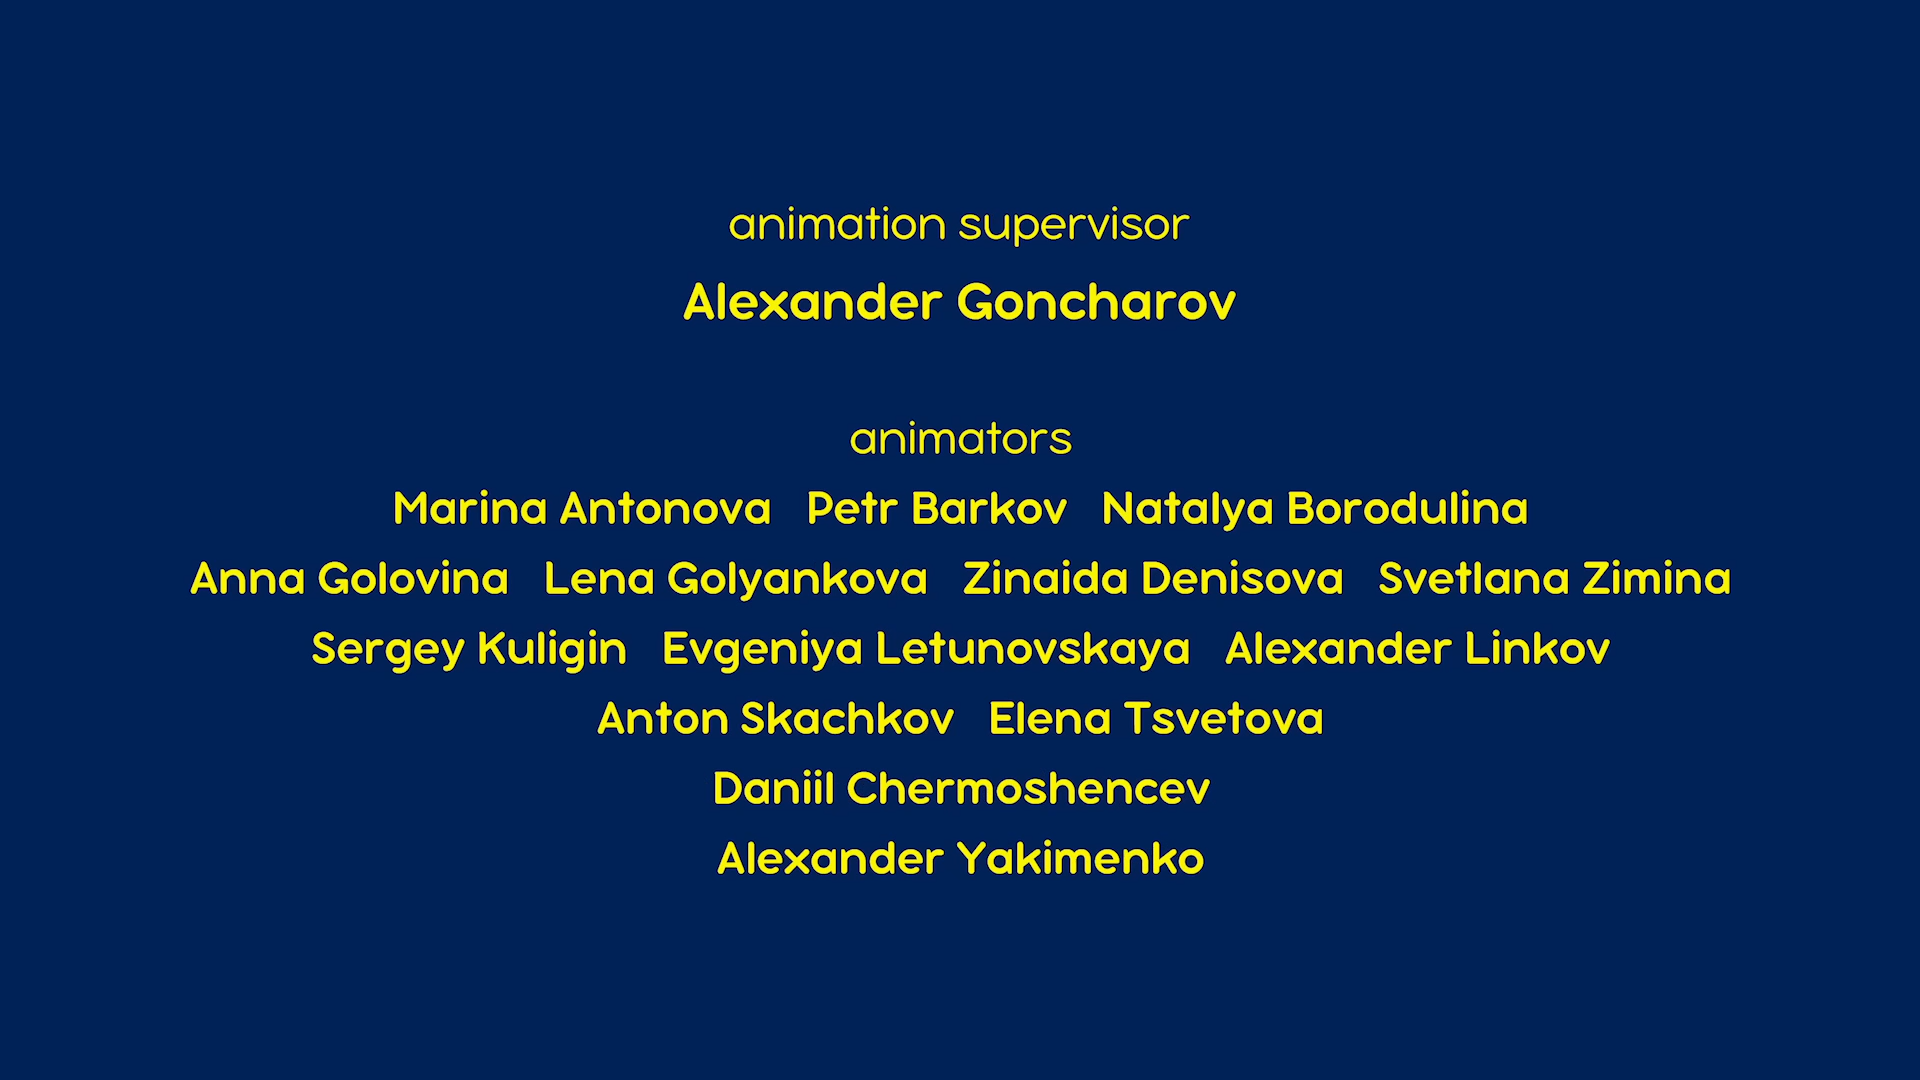 animation supervisor
Alexander Goncharov
animators
Marina Antonova Petr Barkov Natalya Borodulina
Anna Golovina Lena Golyankova Zinaida Denisova Svetlana Zimina
Sergey Kuligin Evgeniya Letunovskaya Alexander Linkov
Anton Skachkov Elena Tsvetova
Daniil Chermoshencev
Alexander Yakimenko